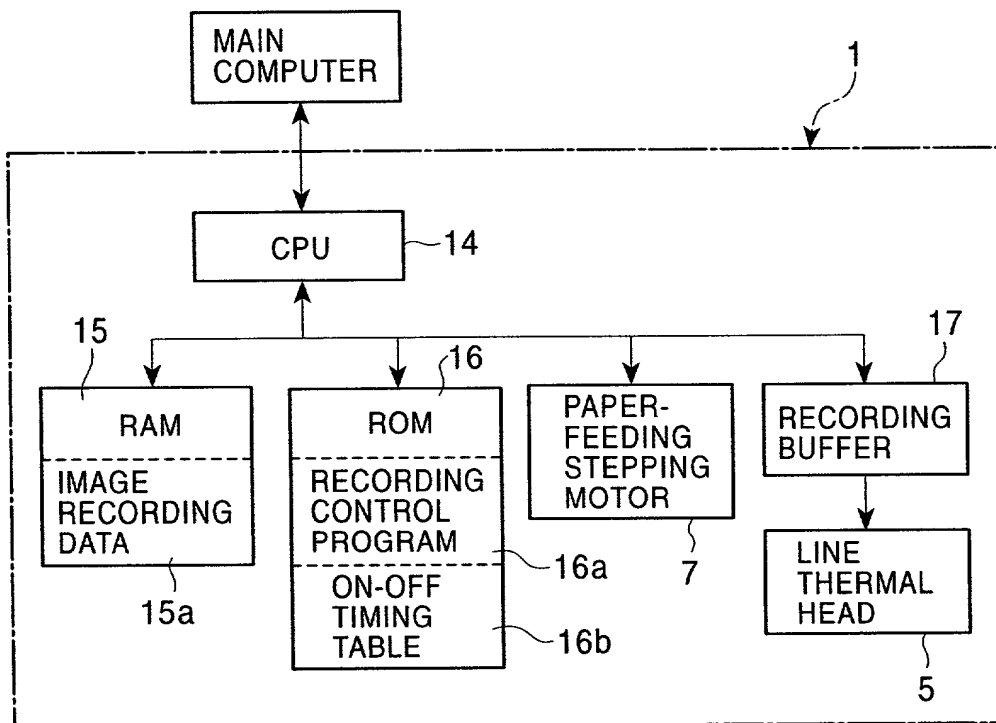 MAIN
COMPUTER
1
CPU
14
15
RAM
IMAGE
RECORDING
DATA
15a
16
ROM
RECORDING
CONTROL
PROGRAM
16a
ON-OFF
TIMING
TABLE
16b
PAPER-
FEEDING
STEPPING
MOTOR
7
17
RECORDING
BUFFER
LINE
THERMAL
HEAD
5